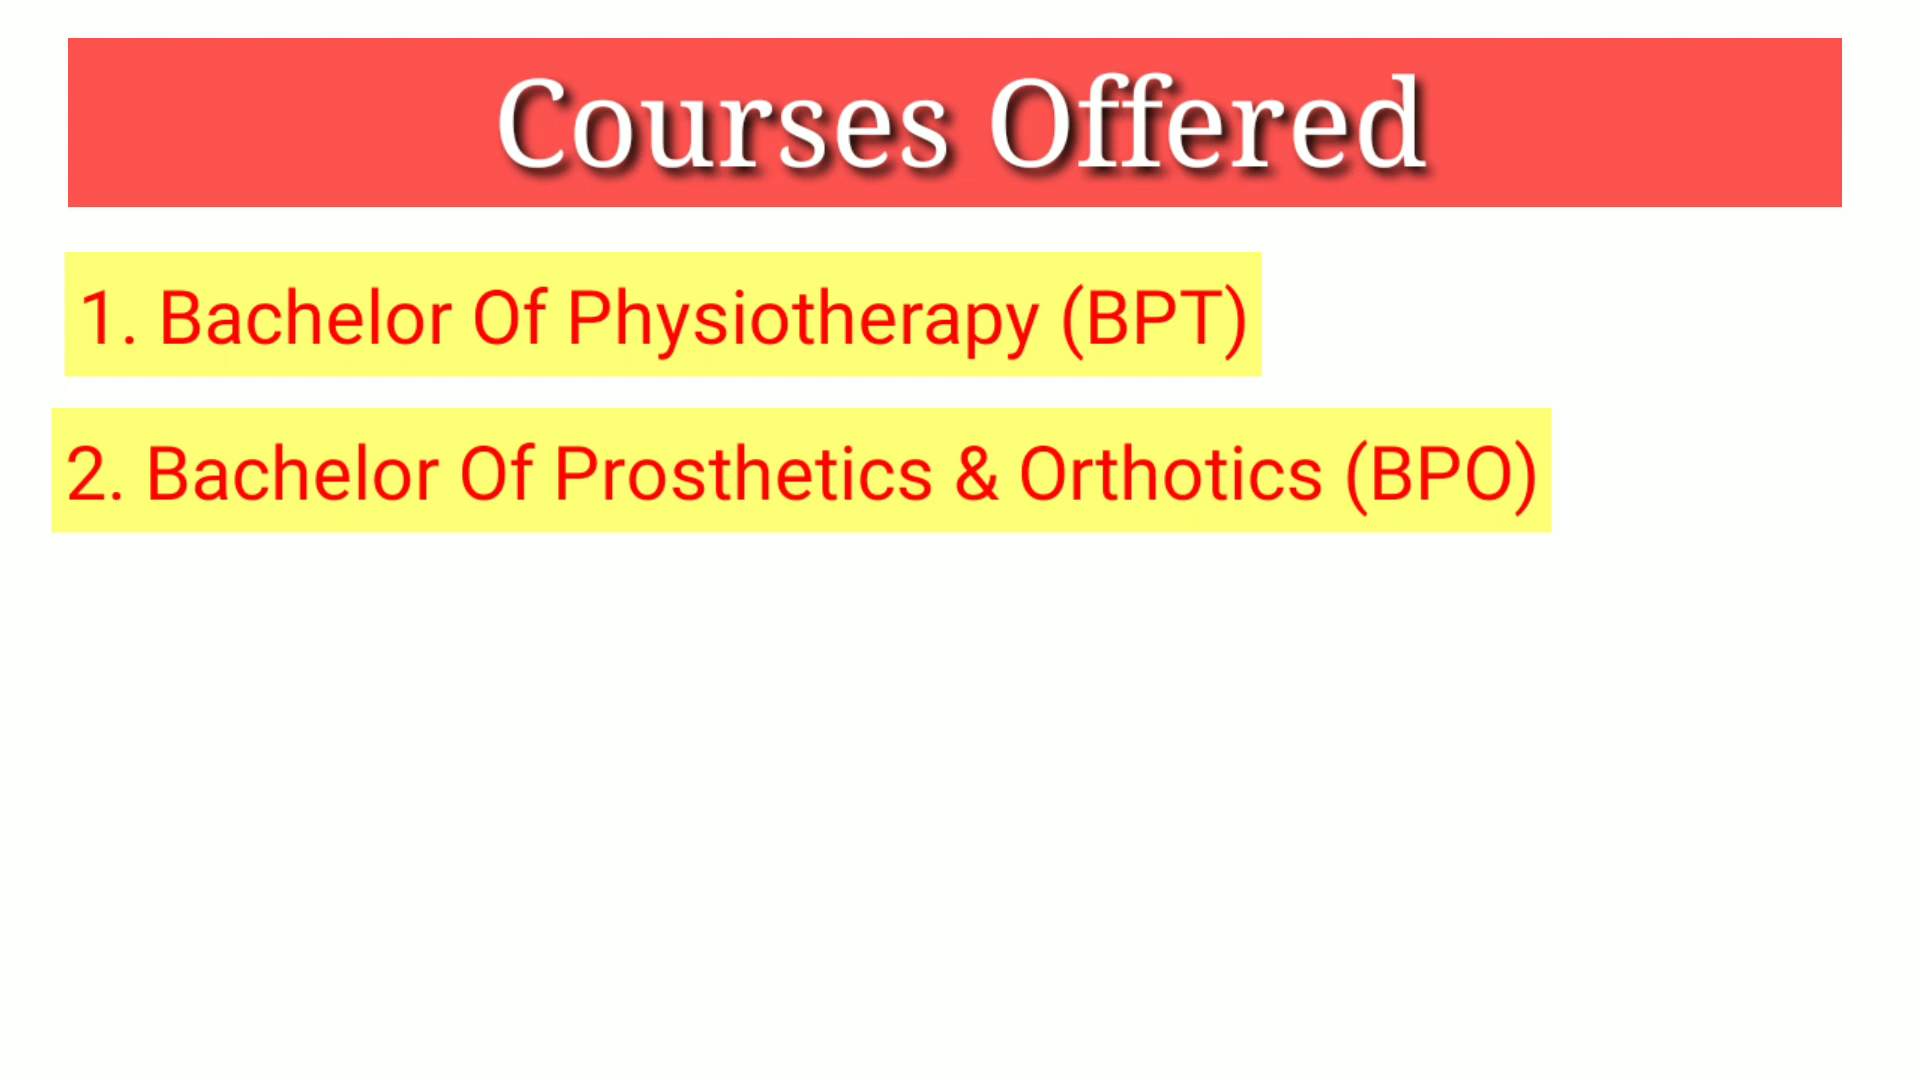 Courses Offered
1. Bachelor Of Physiotherapy (BPT)
2. Bachelor Of Prosthetics & Orthotics (BPO)